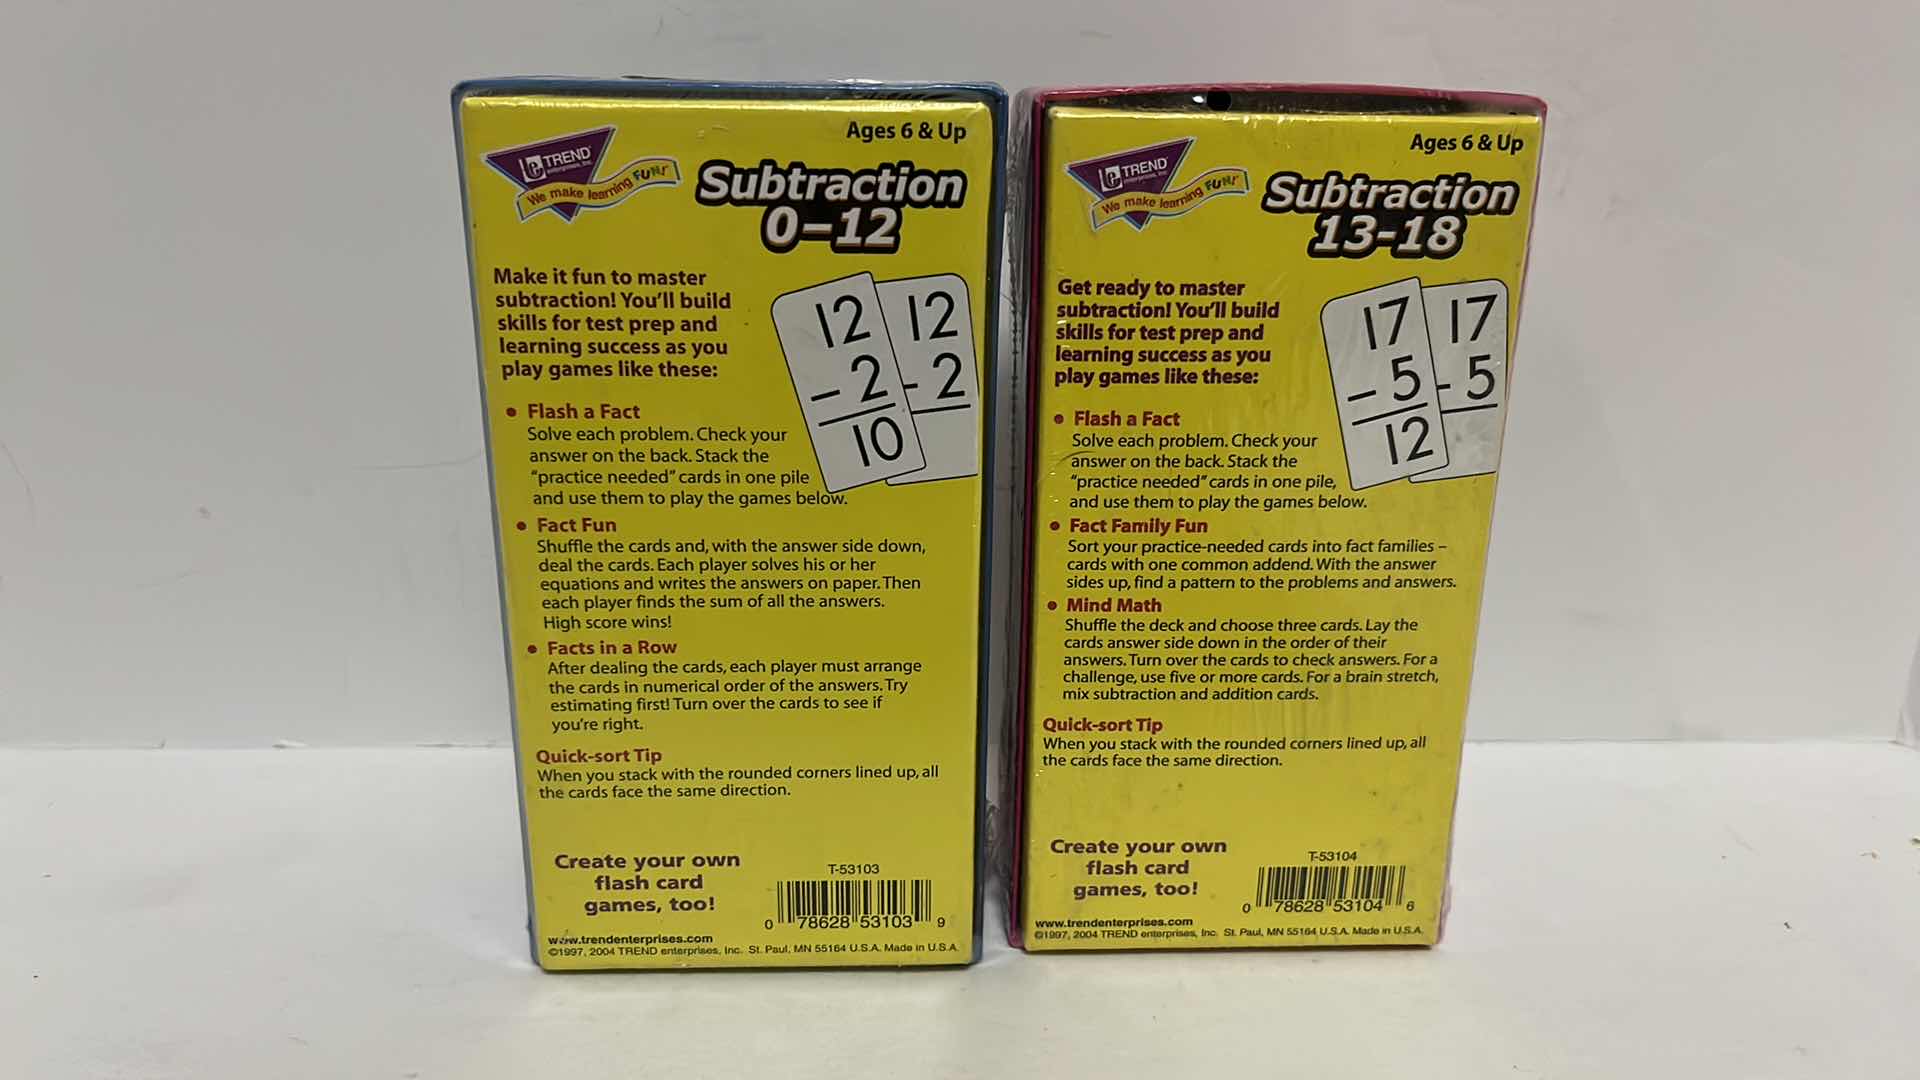 Ages 6 & Up
TREND
enterprises, Inc.
We make learning FUN!
Subtraction
0–12
Make it fun to master
subtraction! You'll build
skills for test prep and
learning success as you
play games like these:
12
- 2
10
12
- 2
• Flash a Fact
Solve each problem. Check your
answer on the back. Stack the
"practice needed" cards in one pile
and use them to play the games below.
• Fact Fun
Shuffle the cards and, with the answer side down,
deal the cards. Each player solves his or her
equations and writes the answers on paper. Then
each player finds the sum of all the answers.
High score wins!
• Facts in a Row
After dealing the cards, each player must arrange
the cards in numerical order of the answers. Try
estimating first! Turn over the cards to see if
you're right.
Quick-sort Tip
When you stack with the rounded corners lined up, all
the cards face the same direction.
Create your own
flash card
games, too!
T-53103
0 78628 53103 9
www.trendenterprises.com
©1997, 2004 TREND enterprises, Inc. St. Paul, MN 55164 U.S.A. Made in U.S.A.
Ages 6 & Up
TREND
enterprises, Inc.
We make learning FUN!
Subtraction
13-18
Get ready to master
subtraction! You'll build
skills for test prep and
learning success as you
play games like these:
17
- 5
12
17
- 5
• Flash a Fact
Solve each problem. Check your
answer on the back. Stack the
"practice needed" cards in one pile,
and use them to play the games below.
• Fact Family Fun
Sort your practice-needed cards into fact families –
cards with one common addend. With the answer
sides up, find a pattern to the problems and answers.
• Mind Math
Shuffle the deck and choose three cards. Lay the
cards answer side down in the order of their
answers. Turn over the cards to check answers. For a
challenge, use five or more cards. For a brain stretch,
mix subtraction and addition cards.
Quick-sort Tip
When you stack with the rounded corners lined up, all
the cards face the same direction.
Create your own
flash card
games, too!
T-53104
0 78628 53104 6
www.trendenterprises.com
©1997, 2004 TREND enterprises, Inc. St. Paul, MN 55164 U.S.A. Made in U.S.A.